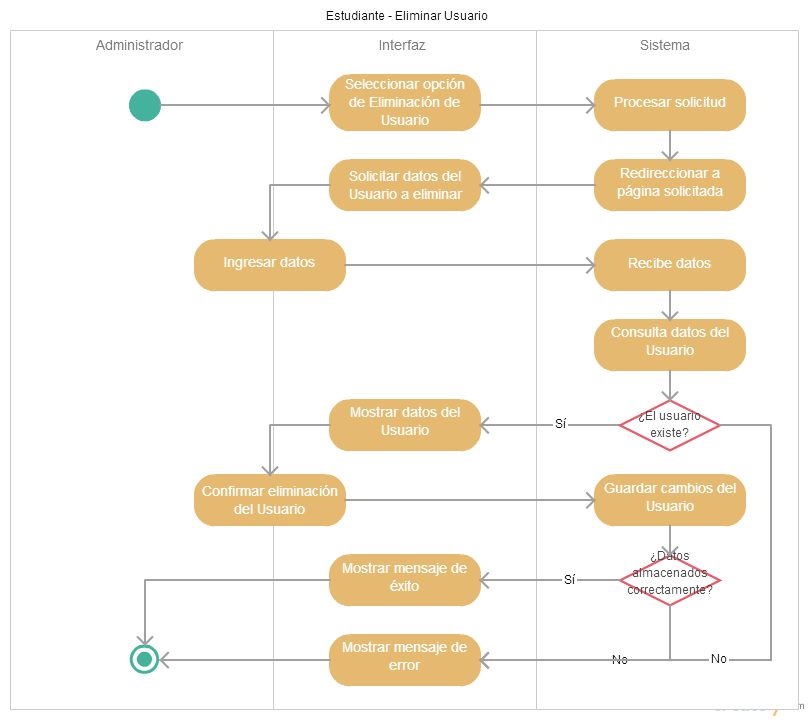 Estudiante - Eliminar Usuario
Administrador
Interfaz
Sistema
Seleccionar opción
de Eliminación de
Usuario
Procesar solicitud
Solicitar datos del
Usuario a eliminar
Redireccionar a
página solicitada
Ingresar datos
Recibe datos
Consulta datos del
Usuario
Mostrar datos del
Usuario
Sí
¿El usuario
existe?
Confirmar eliminación
del Usuario
Guardar cambios del
Usuario
Mostrar mensaje de
éxito
Sí
¿Datos
almacenados
correctamente?
Mostrar mensaje de
error
No
No